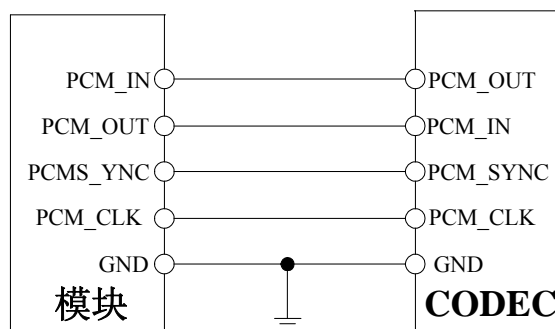 PCM_IN PCM_OUT
PCM_OUT PCM_IN
PCMS_YNC PCM_SYNC
PCM_CLK PCM_CLK
GND GND
模块 CODEC